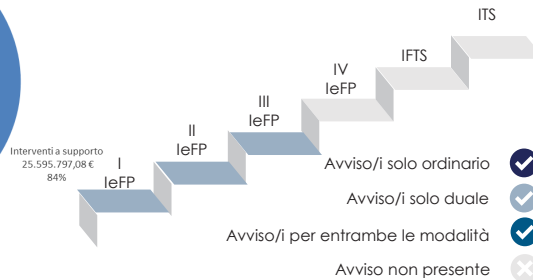 ITS
IFTS
IV
IeFP
III
IeFP
II
IeFP
I
IeFP
Interventi a supporto
25.595.797,08 €
84%
Avviso/i solo ordinario
Avviso/i solo duale
Avviso/i per entrambe le modalità
Avviso non presente